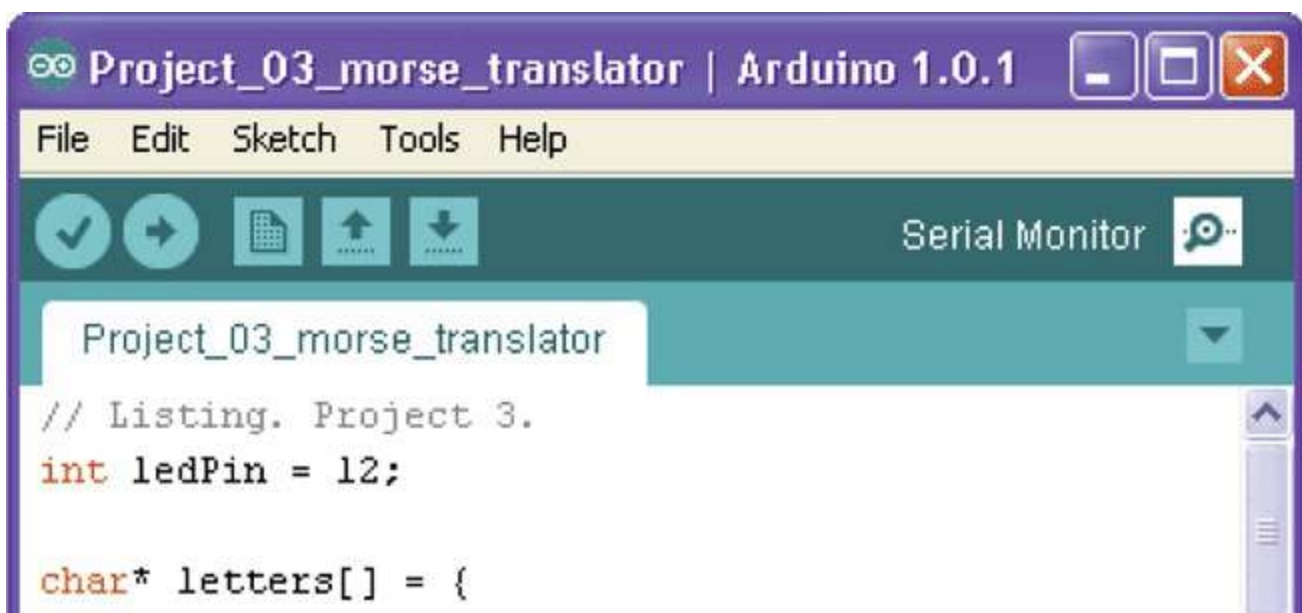 Project_03_morse_translator | Arduino 1.0.1
File Edit Sketch Tools Help
Serial Monitor
Project_03_morse_translator
// Listing. Project 3.
int ledPin = l2;
char* letters[] = {